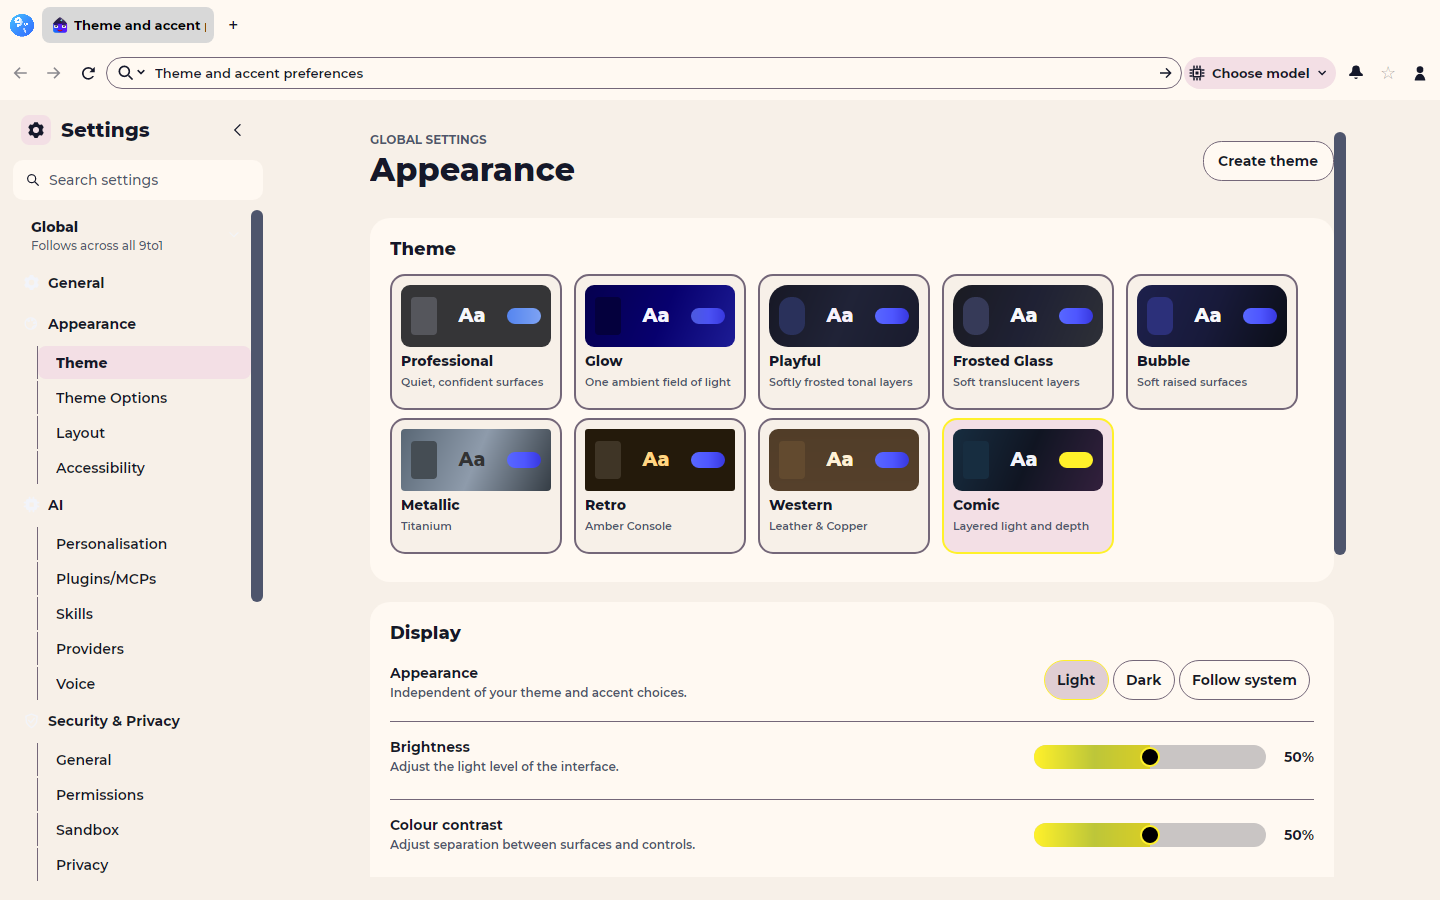 Theme and accent
+
Theme and accent preferences
Choose model
Settings
Search settings
Global
Follows across all 9to1
General
Appearance
Theme
Theme Options
Layout
Accessibility
AI
Personalisation
Plugins/MCPs
Skills
Providers
Voice
Security & Privacy
General
Permissions
Sandbox
Privacy
GLOBAL SETTINGS
Appearance
Create theme
Theme
Aa
Professional
Quiet, confident surfaces
Aa
Glow
One ambient field of light
Aa
Playful
Softly frosted tonal layers
Aa
Frosted Glass
Soft translucent layers
Aa
Bubble
Soft raised surfaces
Aa
Metallic
Titanium
Aa
Retro
Amber Console
Aa
Western
Leather & Copper
Aa
Comic
Layered light and depth
Display
Appearance
Independent of your theme and accent choices.
Light
Dark
Follow system
Brightness
Adjust the light level of the interface.
50%
Colour contrast
Adjust separation between surfaces and controls.
50%